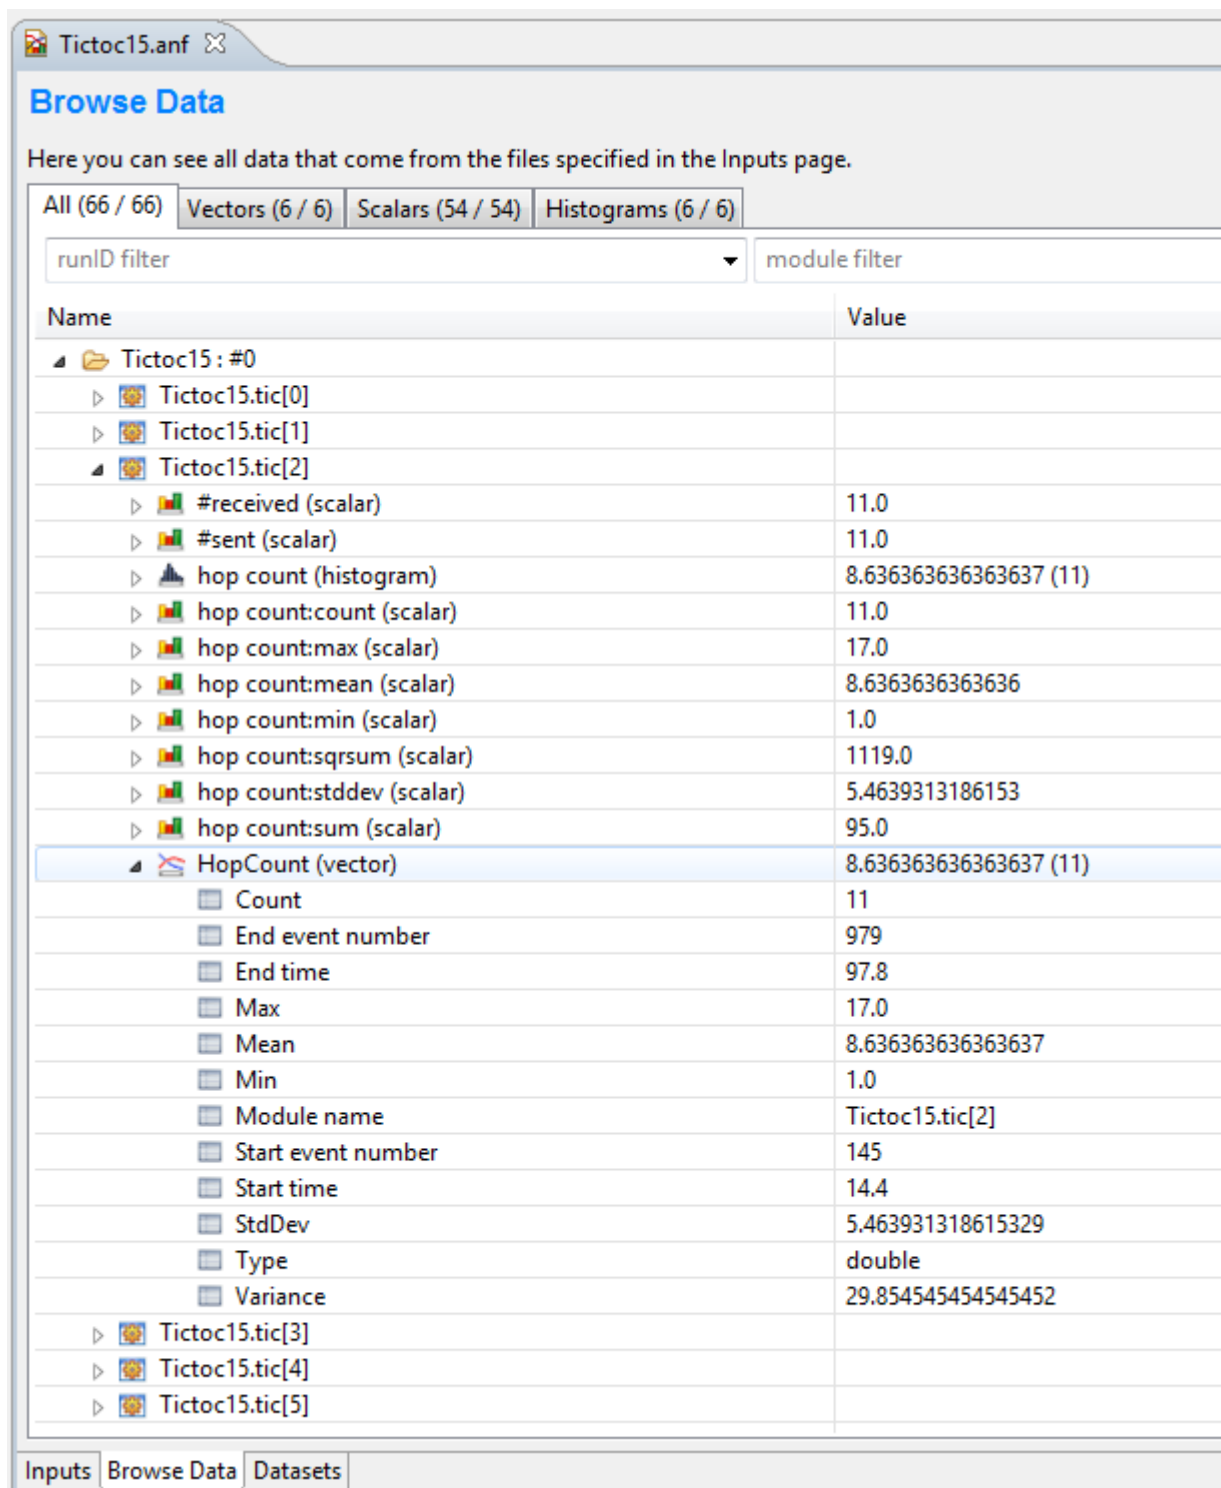 Tictoc15.anf
Browse Data
Here you can see all data that come from the files specified in the Inputs page.
All (66 / 66) Vectors (6 / 6) Scalars (54 / 54) Histograms (6 / 6)
runID filter module filter
Name Value
Tictoc15 : #0
Tictoc15.tic[0]
Tictoc15.tic[1]
Tictoc15.tic[2]
#received (scalar) 11.0
#sent (scalar) 11.0
hop count (histogram) 8.636363636363637 (11)
hop count:count (scalar) 11.0
hop count:max (scalar) 17.0
hop count:mean (scalar) 8.6363636363636
hop count:min (scalar) 1.0
hop count:sqrsum (scalar) 1119.0
hop count:stddev (scalar) 5.4639313186153
hop count:sum (scalar) 95.0
HopCount (vector) 8.636363636363637 (11)
Count 11
End event number 979
End time 97.8
Max 17.0
Mean 8.636363636363637
Min 1.0
Module name Tictoc15.tic[2]
Start event number 145
Start time 14.4
StdDev 5.463931318615329
Type double
Variance 29.854545454545452
Tictoc15.tic[3]
Tictoc15.tic[4]
Tictoc15.tic[5]
Inputs Browse Data Datasets